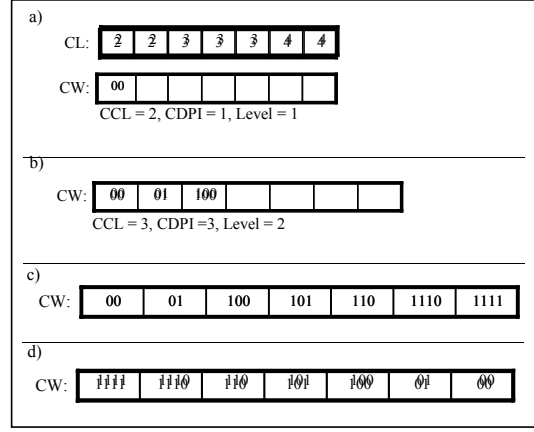 a)
CL: 2 2 3 3 3 4 4
CW: 00
CCL = 2, CDPI = 1, Level = 1
b)
CW: 00 01 100
CCL = 3, CDPI =3, Level = 2
c)
CW: 00 01 100 101 110 1110 1111
d)
CW: 1111 1110 110 101 100 01 00